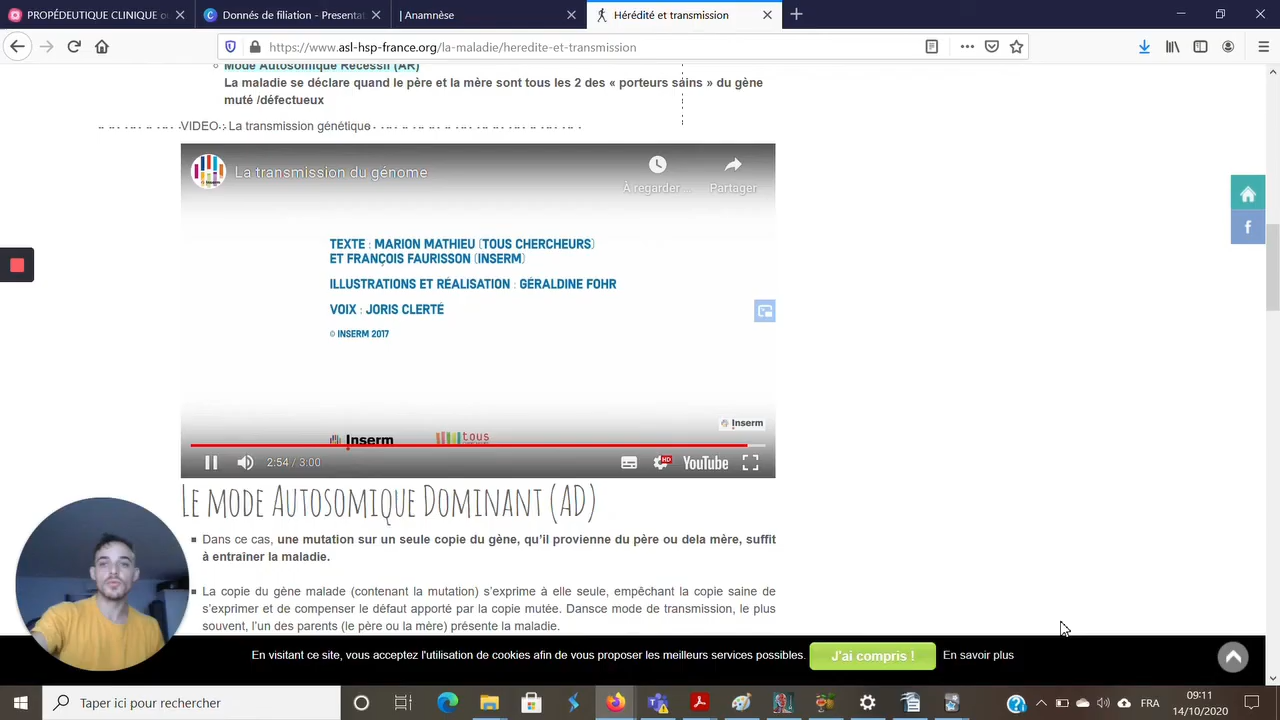 PROPÉDEUTIQUE CLINIQUE o
Donnés de filiation - Presentat
| Anamnèse
Hérédité et transmission
https://www.asl-hsp-france.org/la-maladie/heredite-et-transmission
Mode Autosomique Récessif (AR)
La maladie se déclare quand le père et la mère sont tous les 2 des « porteurs sains » du gène
muté /défectueux
VIDEO : La transmission génétique
La transmission du génome
À regarder ...
Partager
TEXTE : MARION MATHIEU (TOUS CHERCHEURS)
ET FRANÇOIS FAURISSON (INSERM)
ILLUSTRATIONS ET RÉALISATION : GÉRALDINE FOHR
VOIX : JORIS CLERTÉ
© INSERM 2017
Inserm
Inserm
tous
2:54 / 3:00
HD
YouTube
LE MODE AUTOSOMIQUE DOMINANT (AD)
Dans ce cas, une mutation sur un seule copie du gène, qu'il provienne du père ou dela mère, suffit
à entrainer la maladie.
La copie du gène malade (contenant la mutation) s'exprime à elle seule, empêchant la copie saine de
s'exprimer et de compenser le défaut apporté par la copie mutée. Dansce mode de transmission, le plus
souvent, l'un des parents (le père ou la mère) présente la maladie.
En visitant ce site, vous acceptez l'utilisation de cookies afin de vous proposer les meilleurs services possibles.
J'ai compris !
En savoir plus
Taper ici pour rechercher
FRA
09:11
14/10/2020